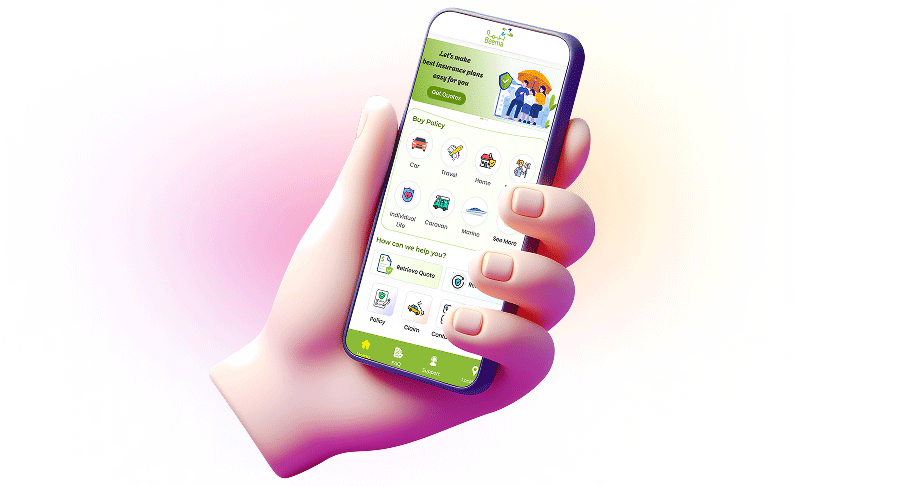 Beema
Let's make
best insurance plans
easy for you
Get Quotes
Buy Policy
Car
Travel
Home
Individual
Life
Caravan
Marine
See More
How can we help you?
Retrieve Quote
Policy
Claim
Home
FAQ
Support